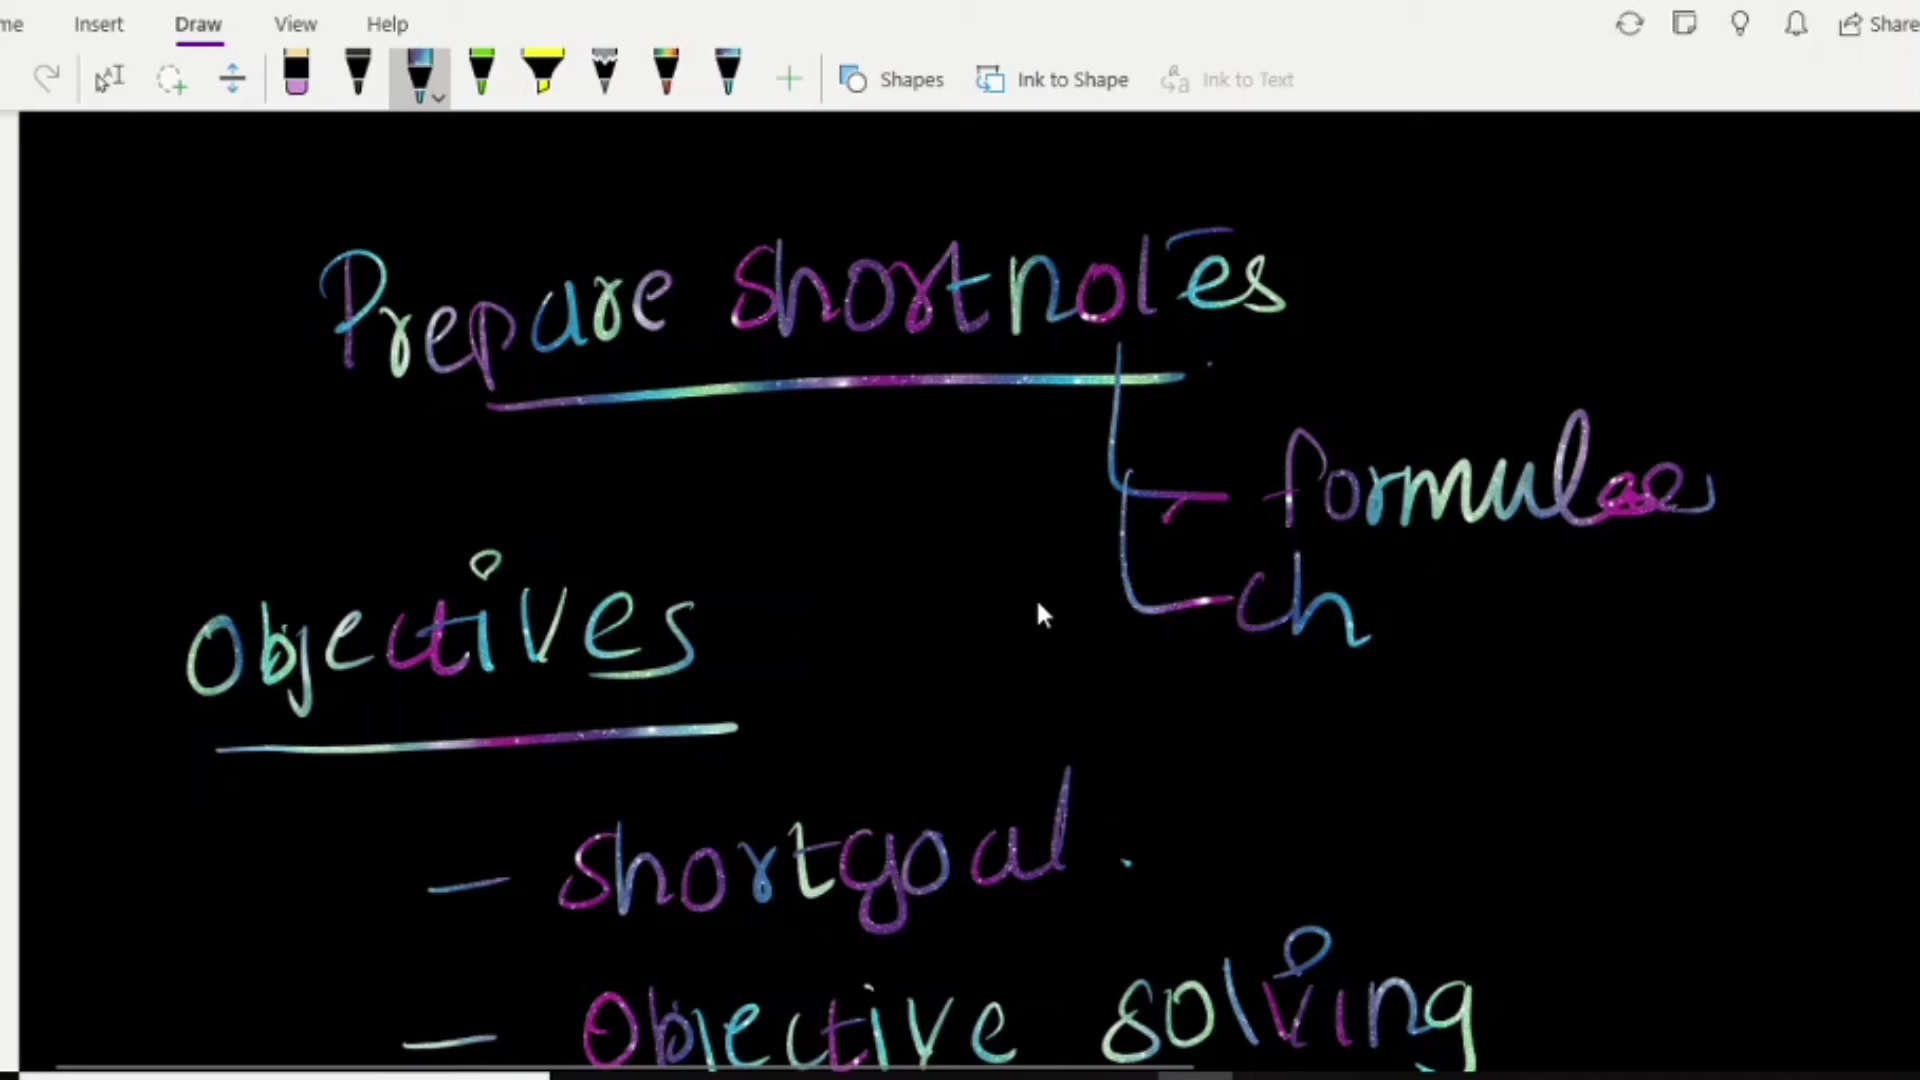 me Insert Draw View Help Share
Shapes Ink to Shape Ink to Text
Prepare shortnotes
formulae
ch
Objectives
– shortgoal.
– Objective solving